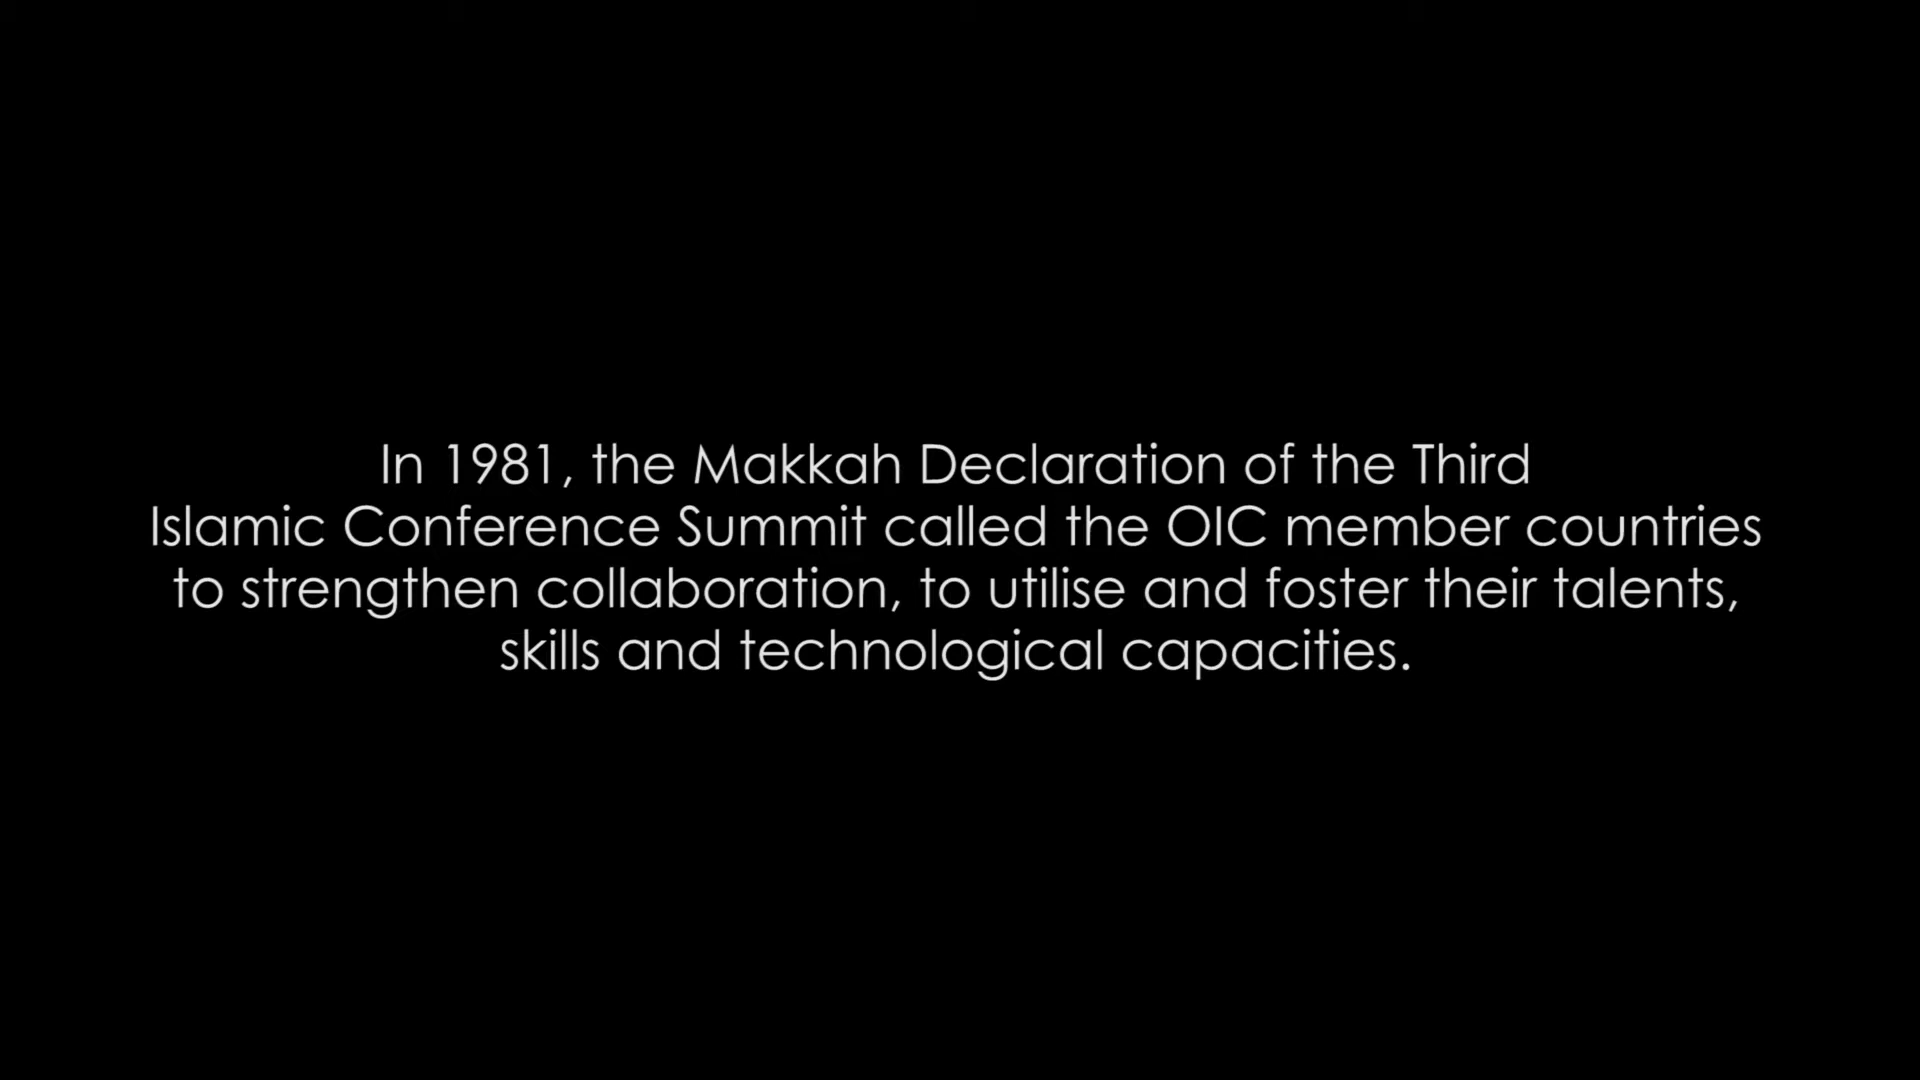 In 1981, the Makkah Declaration of the Third
Islamic Conference Summit called the OIC member countries
to strengthen collaboration, to utilise and foster their talents,
skills and technological capacities.